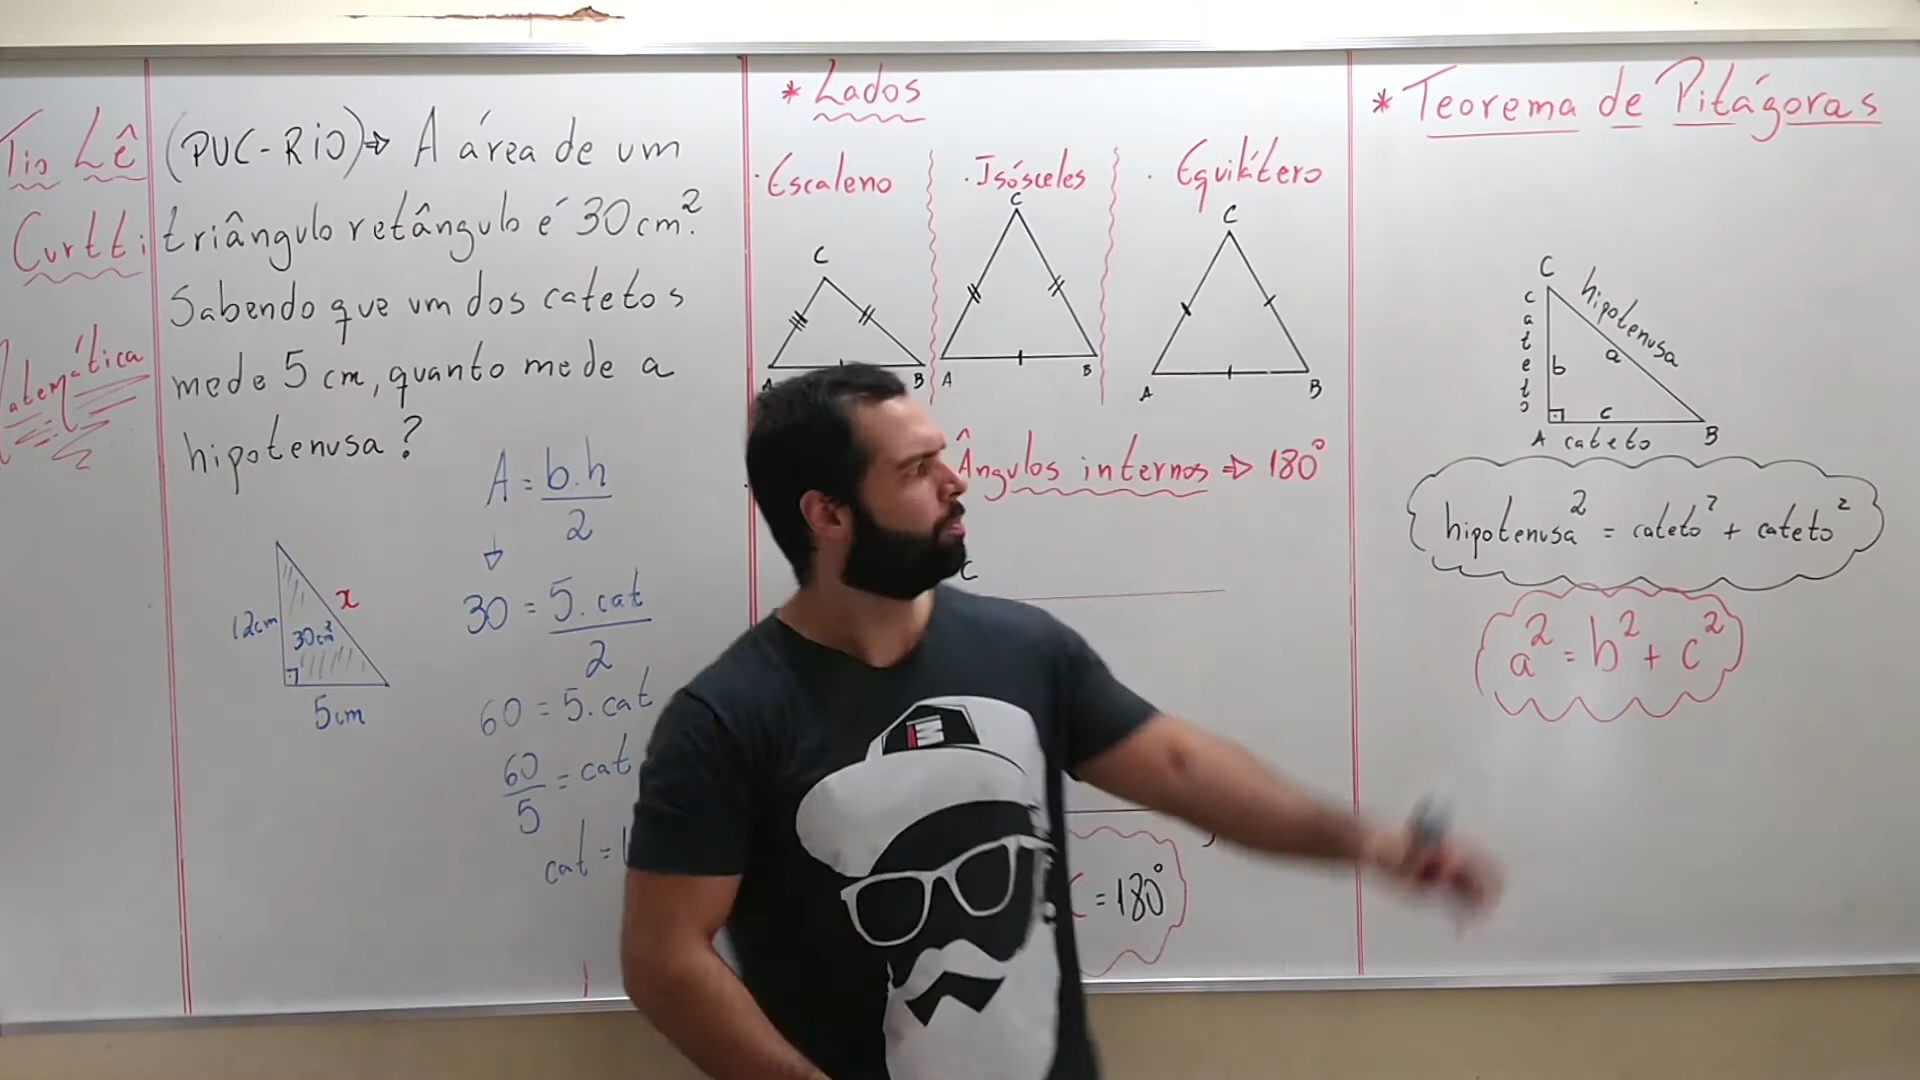 Tio Lê
Curtti
Matemática
(PUC-RiO)⇒ A área de um
triângulo retângulo é 30cm².
Sabendo que um dos catetos
mede 5 cm, quanto mede a
hipotenusa?
A = b.h
2
30 = 5.cat
2
60 = 5.cat
60 = cat
5
cat = 1
12cm
x
30cm²
5cm
* Lados
· Escaleno
C
A
B
· Isósceles
C
A
B
· Equilátero
C
A
B
Ângulos internos ⇒ 180°
C
C = 180°
* Teorema de Pitágoras
C
hipotenusa
a
cateto
b
c
A cateto B
hipotenusa² = cateto² + cateto²
a² = b² + c²